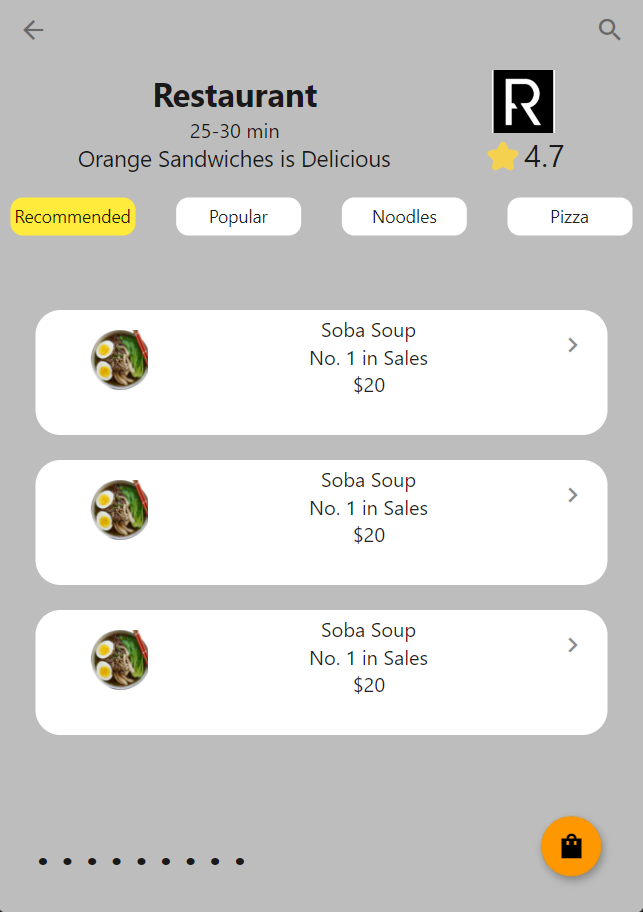 Restaurant
R
25-30 min
Orange Sandwiches is Delicious
4.7
Recommended
Popular
Noodles
Pizza
Soba Soup
No. 1 in Sales
$20
Soba Soup
No. 1 in Sales
$20
Soba Soup
No. 1 in Sales
$20